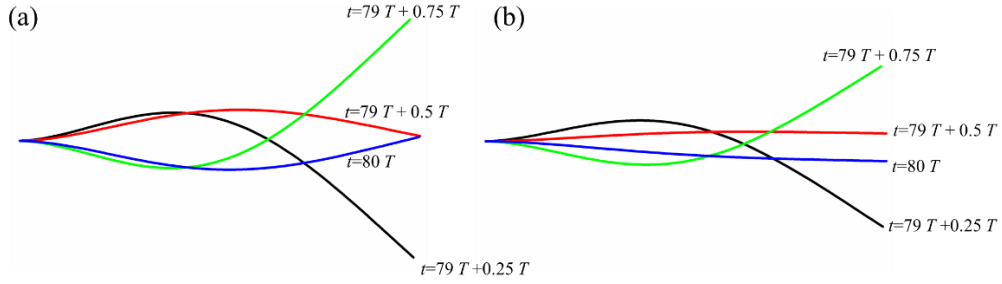 (a)
t=79 T + 0.75 T
t=79 T + 0.5 T
t=80 T
t=79 T +0.25 T
(b)
t=79 T + 0.75 T
t=79 T + 0.5 T
t=80 T
t=79 T +0.25 T